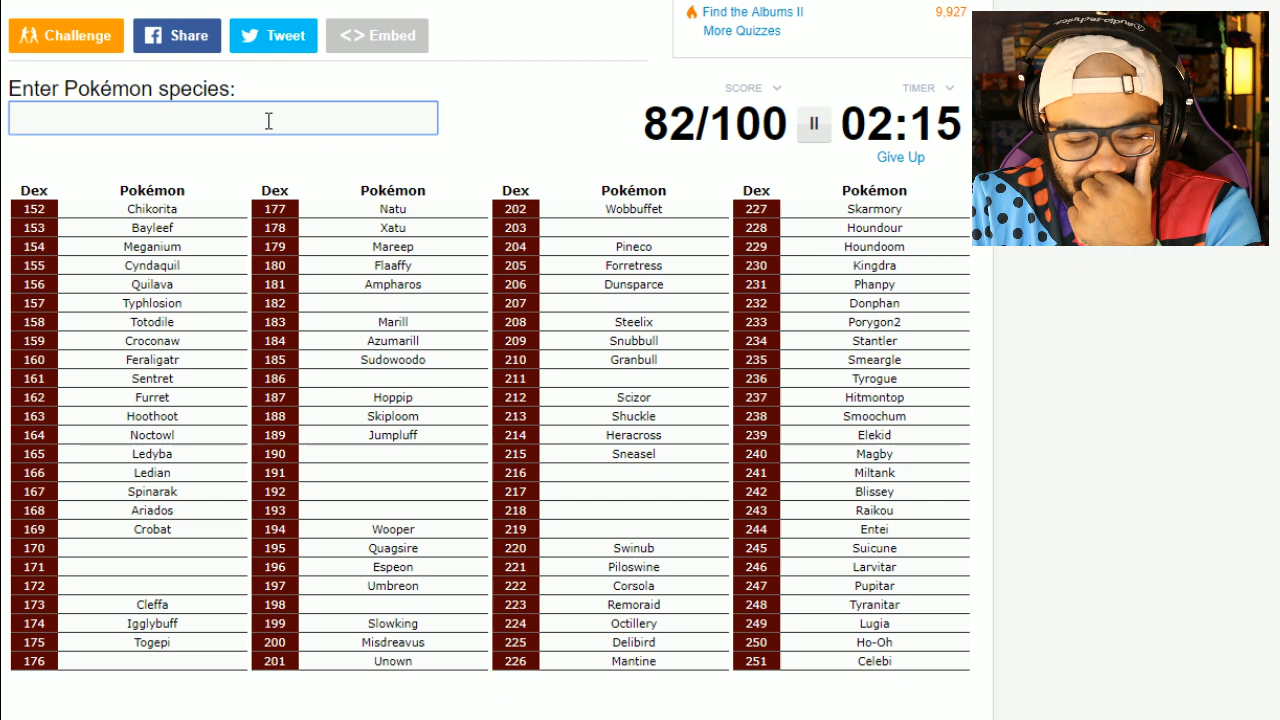 Find the Albums II 9,927
More Quizzes
Challenge Share Tweet <> Embed
Enter Pokémon species:
SCORE TIMER
82/100 02:15
Give Up
Dex Pokémon Dex Pokémon Dex Pokémon Dex Pokémon
152 Chikorita 177 Natu 202 Wobbuffet 227 Skarmory
153 Bayleef 178 Xatu 203 228 Houndour
154 Meganium 179 Mareep 204 Pineco 229 Houndoom
155 Cyndaquil 180 Flaaffy 205 Forretress 230 Kingdra
156 Quilava 181 Ampharos 206 Dunsparce 231 Phanpy
157 Typhlosion 182 207 232 Donphan
158 Totodile 183 Marill 208 Steelix 233 Porygon2
159 Croconaw 184 Azumarill 209 Snubbull 234 Stantler
160 Feraligatr 185 Sudowoodo 210 Granbull 235 Smeargle
161 Sentret 186 211 236 Tyrogue
162 Furret 187 Hoppip 212 Scizor 237 Hitmontop
163 Hoothoot 188 Skiploom 213 Shuckle 238 Smoochum
164 Noctowl 189 Jumpluff 214 Heracross 239 Elekid
165 Ledyba 190 215 Sneasel 240 Magby
166 Ledian 191 216 241 Miltank
167 Spinarak 192 217 242 Blissey
168 Ariados 193 218 243 Raikou
169 Crobat 194 Wooper 219 244 Entei
170 195 Quagsire 220 Swinub 245 Suicune
171 196 Espeon 221 Piloswine 246 Larvitar
172 197 Umbreon 222 Corsola 247 Pupitar
173 Cleffa 198 223 Remoraid 248 Tyranitar
174 Igglybuff 199 Slowking 224 Octillery 249 Lugia
175 Togepi 200 Misdreavus 225 Delibird 250 Ho-Oh
176 201 Unown 226 Mantine 251 Celebi
audio-technica